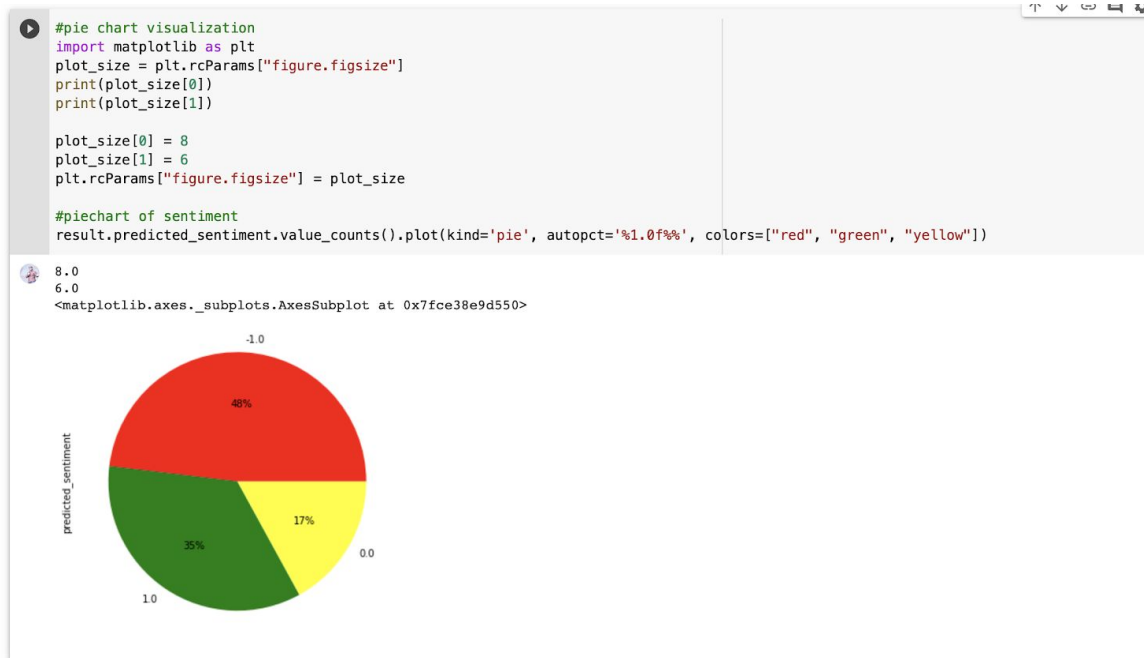 #pie chart visualization
import matplotlib as plt
plot_size = plt.rcParams["figure.figsize"]
print(plot_size[0])
print(plot_size[1])
plot_size[0] = 8
plot_size[1] = 6
plt.rcParams["figure.figsize"] = plot_size
#piechart of sentiment
result.predicted_sentiment.value_counts().plot(kind='pie', autopct='%1.0f%%', colors=["red", "green", "yellow"])
8.0
6.0
<matplotlib.axes._subplots.AxesSubplot at 0x7fce38e9d550>
-1.0
48%
predicted_sentiment
17%
35%
0.0
1.0